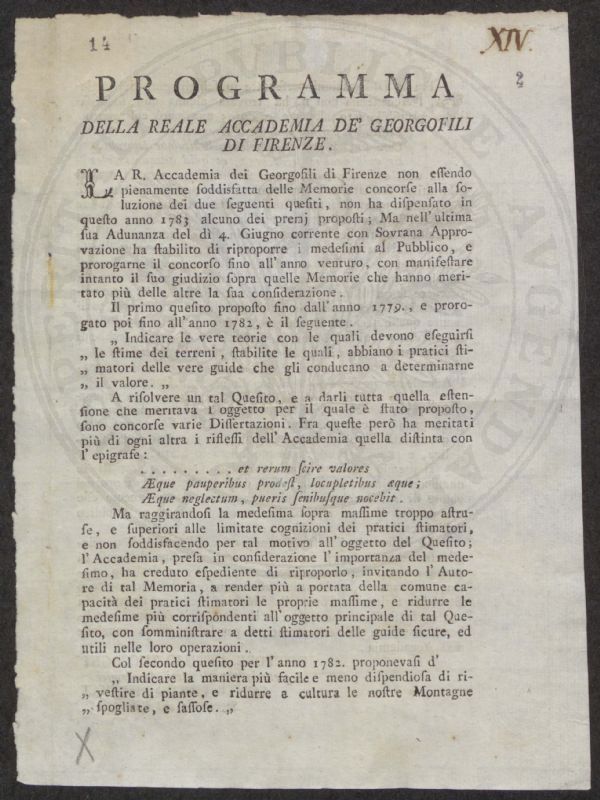 14
XIV.
2
4
PROGRAMMA
DELLA REALE ACCADEMIA DE' GEORGOFILI
DI FIRENZE.
LA R. Accademia dei Georgofili di Firenze non eſſendo
pienamente ſoddisfatta delle Memorie concorſe alla ſo-
luzione dei due ſeguenti queſiti, non ha diſpenſato in
queſto anno 1783 alcuno dei premj propoſti; Ma nell'ultima
ſua Adunanza del dì 4. Giugno corrente con Sovrana Appro-
vazione ha ſtabilito di riproporre i medeſimi al Pubblico, e
prorogarne il concorſo fino all'anno venturo, con manifeſtare
intanto il ſuo giudizio ſopra quelle Memorie che hanno meri-
tato più delle altre la ſua conſiderazione.
Il primo queſito propoſto fino dall'anno 1779., e proro-
gato poi fino all'anno 1782, è il ſeguente.
„ Indicare le vere teorie con le quali devono eſeguirſi
„ le ſtime dei terreni, ſtabilite le quali, abbiano i pratici ſti-
„ matori delle vere guide che gli conducano a determinarne
„ il valore. „
A riſolvere un tal Queſito, e a darli tutta quella eſten-
ſione che meritava l'oggetto per il quale è ſtato propoſto,
ſono concorſe varie Diſſertazioni. Fra queſte però ha meritati
più di ogni altra i rifleſſi dell'Accademia quella diſtinta con
l'epigrafe:
. . . . . . . . . et rerum ſcire valores
Æque pauperibus prodeſt, locupletibus æque;
Æque neglectum, pueris ſenibuſque nocebit.
Ma raggirandoſi la medeſima ſopra maſſime troppo aſtru-
ſe, e ſuperiori alle limitate cognizioni dei pratici ſtimatori,
e non ſoddisfacendo per tal motivo all'oggetto del Queſito;
l'Accademia, preſa in conſiderazione l'importanza del mede-
ſimo, ha creduto eſpediente di riproporlo, invitando l'Auto-
re di tal Memoria, a render più a portata della comune ca-
pacità dei pratici ſtimatori le proprie maſſime, e ridurre le
medeſime più corriſpondenti all'oggetto principale di tal Que-
ſito, con ſomminiſtrare a detti ſtimatori delle guide ſicure, ed
utili nelle loro operazioni.
Col ſecondo queſito per l'anno 1782. proponevaſi d'
„ Indicare la maniera più facile e meno diſpendioſa di ri-
„ veſtire di piante, e ridurre a cultura le noſtre Montagne
„ ſpogliate, e ſaſſoſe. „
X